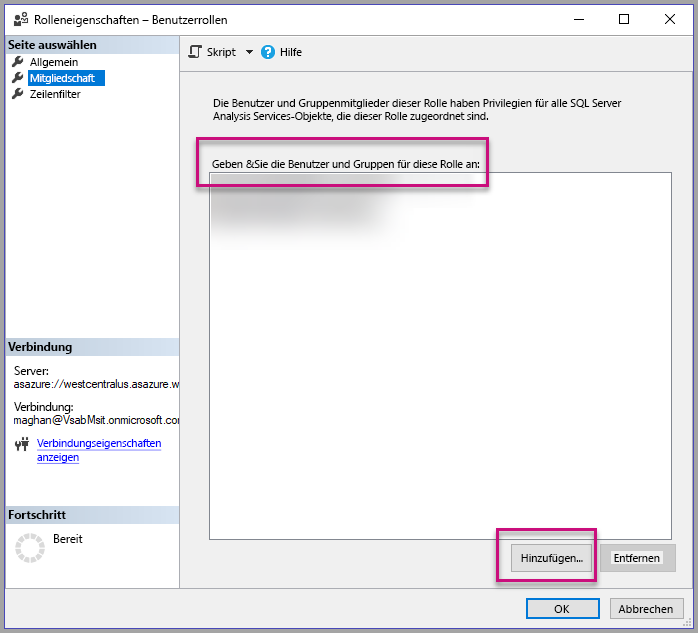 Rolleneigenschaften – Benutzerrollen
Seite auswählen
Allgemein
Mitgliedschaft
Zeilenfilter
Skript
Hilfe
Die Benutzer und Gruppenmitglieder dieser Rolle haben Privilegien für alle SQL Server
Analysis Services-Objekte, die dieser Rolle zugeordnet sind.
Geben &Sie die Benutzer und Gruppen für diese Rolle an:
Verbindung
Server:
asazure://westcentralus.asazure.w
Verbindung:
maghan@VsabMsit.onmicrosoft.co
Verbindungseigenschaften
anzeigen
Fortschritt
Bereit
Hinzufügen...
Entfernen
OK
Abbrechen